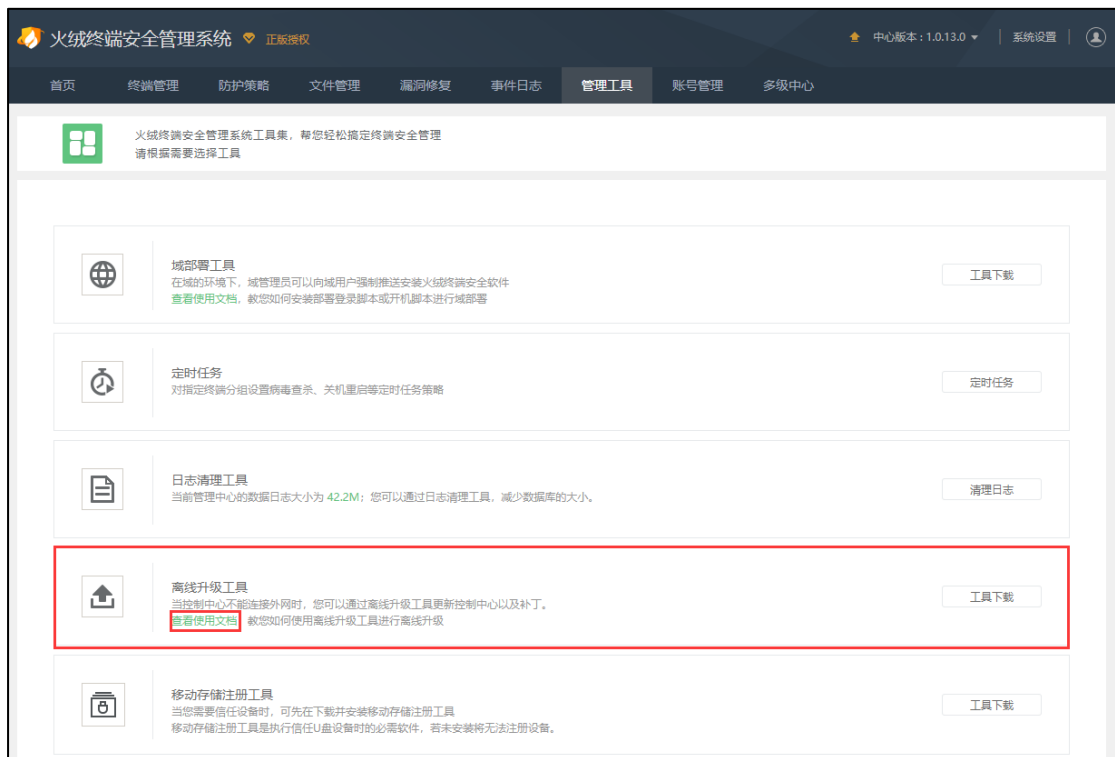 火绒终端安全管理系统 正版授权 中心版本：1.0.13.0 系统设置
首页 终端管理 防护策略 文件管理 漏洞修复 事件日志 管理工具 账号管理 多级中心
火绒终端安全管理系统工具集，帮您轻松搞定终端安全管理
请根据需要选择工具
域部署工具
在域的环境下，域管理员可以向域用户强制推送安装火绒终端安全软件
查看使用文档，教您如何安装部署登录脚本或开机脚本进行域部署
工具下载
定时任务
对指定终端分组设置病毒查杀、关机重启等定时任务策略
定时任务
日志清理工具
当前管理中心的数据日志大小为 42.2M；您可以通过日志清理工具，减少数据库的大小。
清理日志
离线升级工具
当控制中心不能连接外网时，您可以通过离线升级工具更新控制中心以及补丁。
查看使用文档 教您如何使用离线升级工具进行离线升级
工具下载
移动存储注册工具
当您需要信任设备时，可先在下载并安装移动存储注册工具
移动存储注册工具是执行信任U盘设备时的必需软件，若未安装将无法注册设备。
工具下载